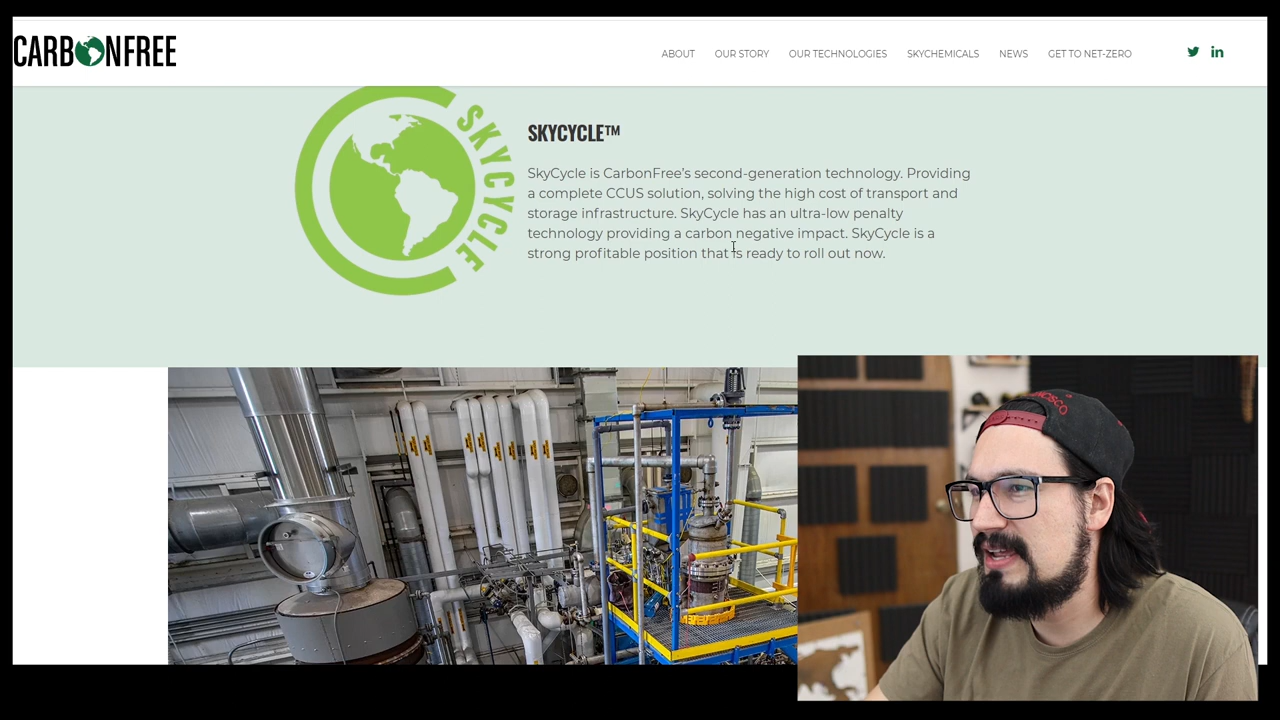 CARBONFREE
ABOUT
OUR STORY
OUR TECHNOLOGIES
SKYCHEMICALS
NEWS
GET TO NET-ZERO
SKYCYCLE
SKYCYCLE™
SkyCycle is CarbonFree’s second-generation technology. Providing
a complete CCUS solution, solving the high cost of transport and
storage infrastructure. SkyCycle has an ultra-low penalty
technology providing a carbon negative impact. SkyCycle is a
strong profitable position that is ready to roll out now.